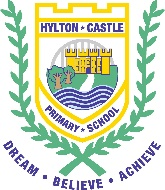 HYLTON ★ CASTLE
PRIMARY ★ SCHOOL
DREAM • BELIEVE • ACHIEVE